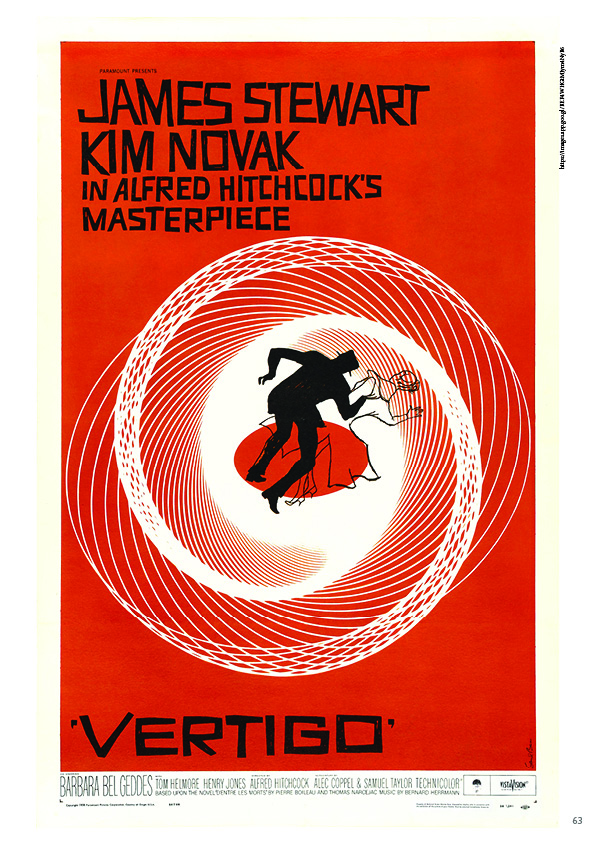 PARAMOUNT PRESENTS
JAMES STEWART
KIM NOVAK
IN ALFRED HITCHCOCK'S
MASTERPIECE
'VERTIGO'
BARBARA BEL GEDDES
TOM HELMORE HENRY JONES ALFRED HITCHCOCK ALEC COPPEL & SAMUEL TAYLOR TECHNICOLOR
BASED UPON THE NOVEL 'D'ENTRE LES MORTS' BY PIERRE BOILEAU AND THOMAS NARCEJAC MUSIC BY BERNARD HERRMANN
VISTAVISION
63